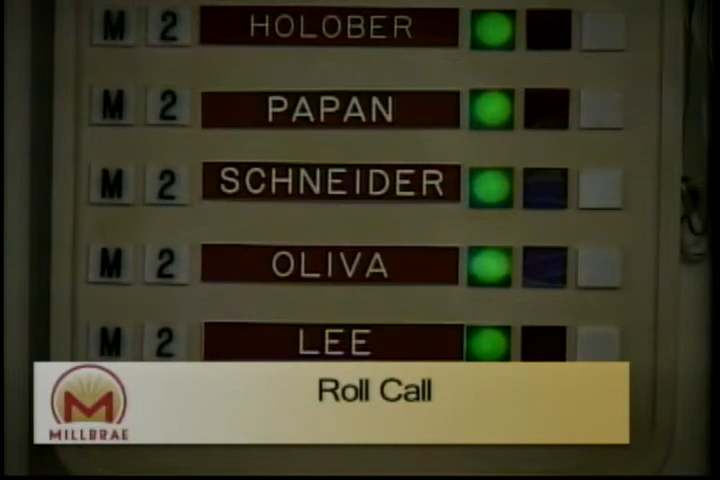 M 2 HOLOBER
M 2 PAPAN
M 2 SCHNEIDER
M 2 OLIVA
M 2 LEE
Roll Call
M
MILLBRAE